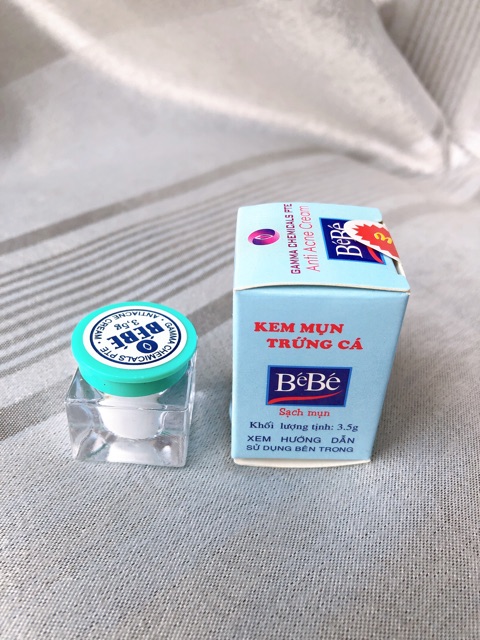 GAMMA CHEMICALS PTE
Anti Acne Cream
BéBé
KEM MỤN
TRỨNG CÁ
BéBé
Sạch mụn
Khối lượng tịnh: 3.5g
XEM HƯỚNG DẪN
SỬ DỤNG BÊN TRONG
GAMMA CHEMICALS PTE • ANTIACNE CREAM •
BÉBÉ
3,5g